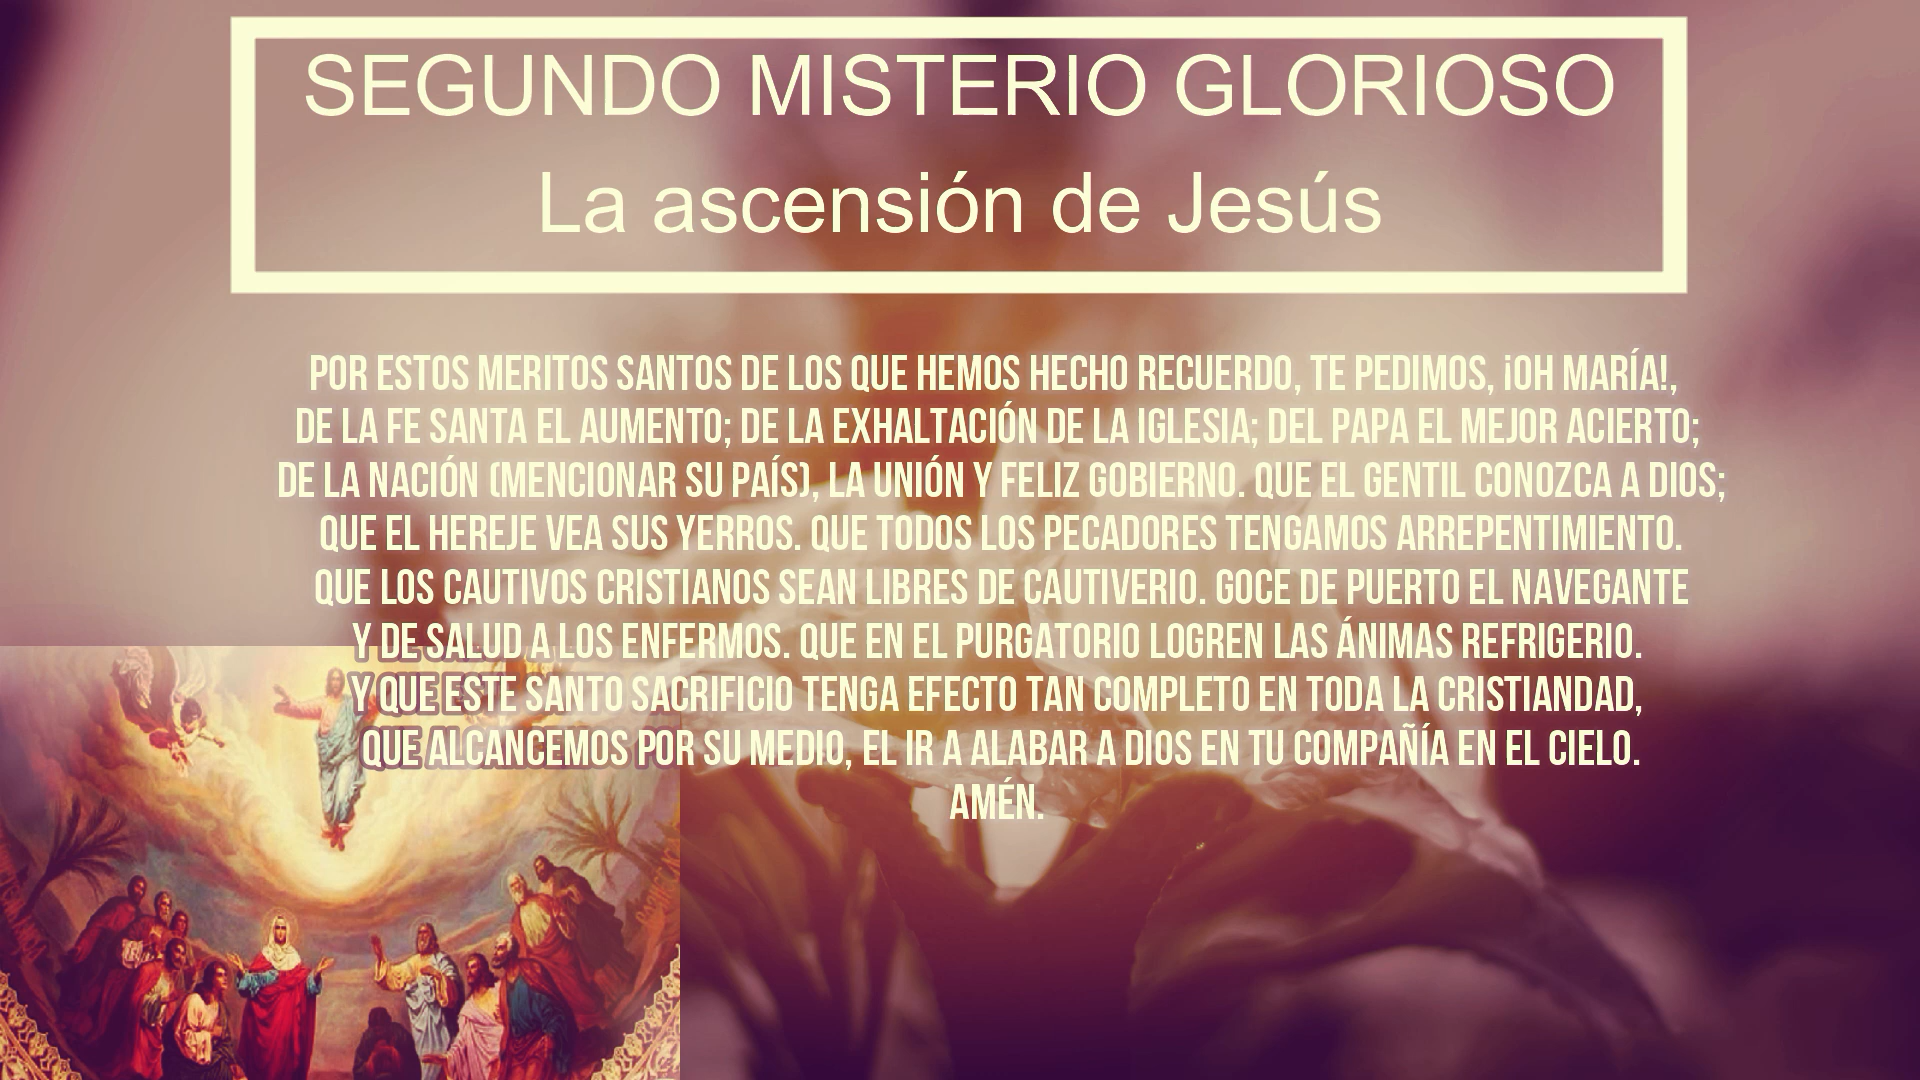 SEGUNDO MISTERIO GLORIOSO
La ascensión de Jesús
POR ESTOS MERITOS SANTOS DE LOS QUE HEMOS HECHO RECUERDO, TE PEDIMOS, ¡OH MARÍA!,
DE LA FE SANTA EL AUMENTO; DE LA EXHALTACIÓN DE LA IGLESIA; DEL PAPA EL MEJOR ACIERTO;
DE LA NACIÓN (MENCIONAR SU PAÍS), LA UNIÓN Y FELIZ GOBIERNO. QUE EL GENTIL CONOZCA A DIOS;
QUE EL HEREJE VEA SUS YERROS. QUE TODOS LOS PECADORES TENGAMOS ARREPENTIMIENTO.
QUE LOS CAUTIVOS CRISTIANOS SEAN LIBRES DE CAUTIVERIO. GOCE DE PUERTO EL NAVEGANTE
Y DE SALUD A LOS ENFERMOS. QUE EN EL PURGATORIO LOGREN LAS ÁNIMAS REFRIGERIO.
Y QUE ESTE SANTO SACRIFICIO TENGA EFECTO TAN COMPLETO EN TODA LA CRISTIANDAD,
QUE ALCANCEMOS POR SU MEDIO, EL IR A ALABAR A DIOS EN TU COMPAÑÍA EN EL CIELO.
AMÉN.